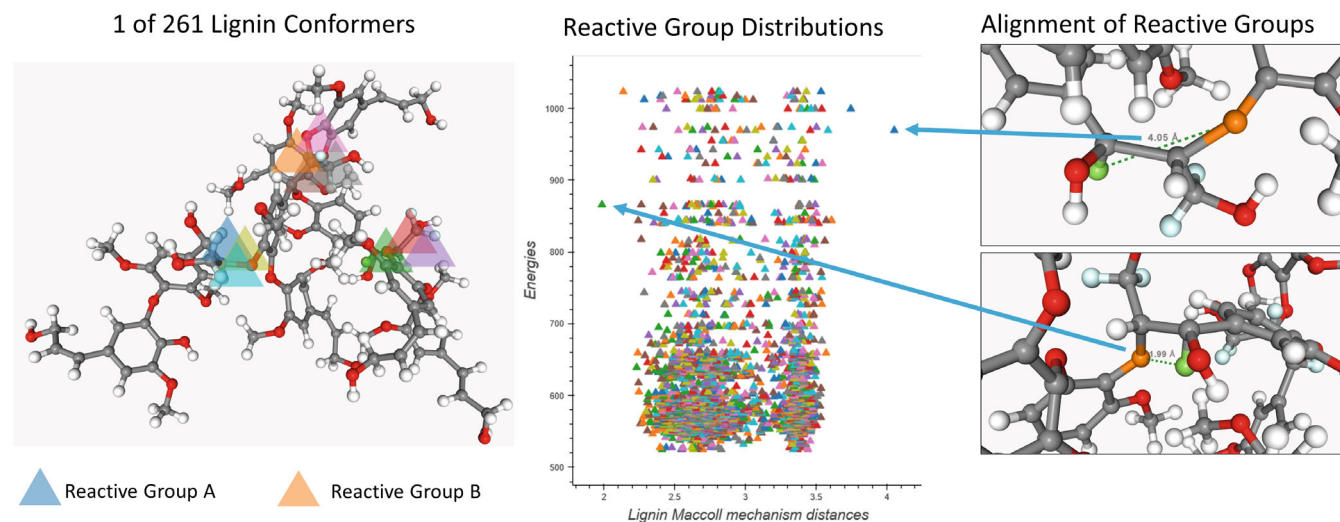 1 of 261 Lignin Conformers
Reactive Group A
Reactive Group B
Reactive Group Distributions
Energies
1000
900
800
700
600
500
2
2.5
3
3.5
4
Lignin Maccoll mechanism distances
Alignment of Reactive Groups
4.05 Å
1.99 Å